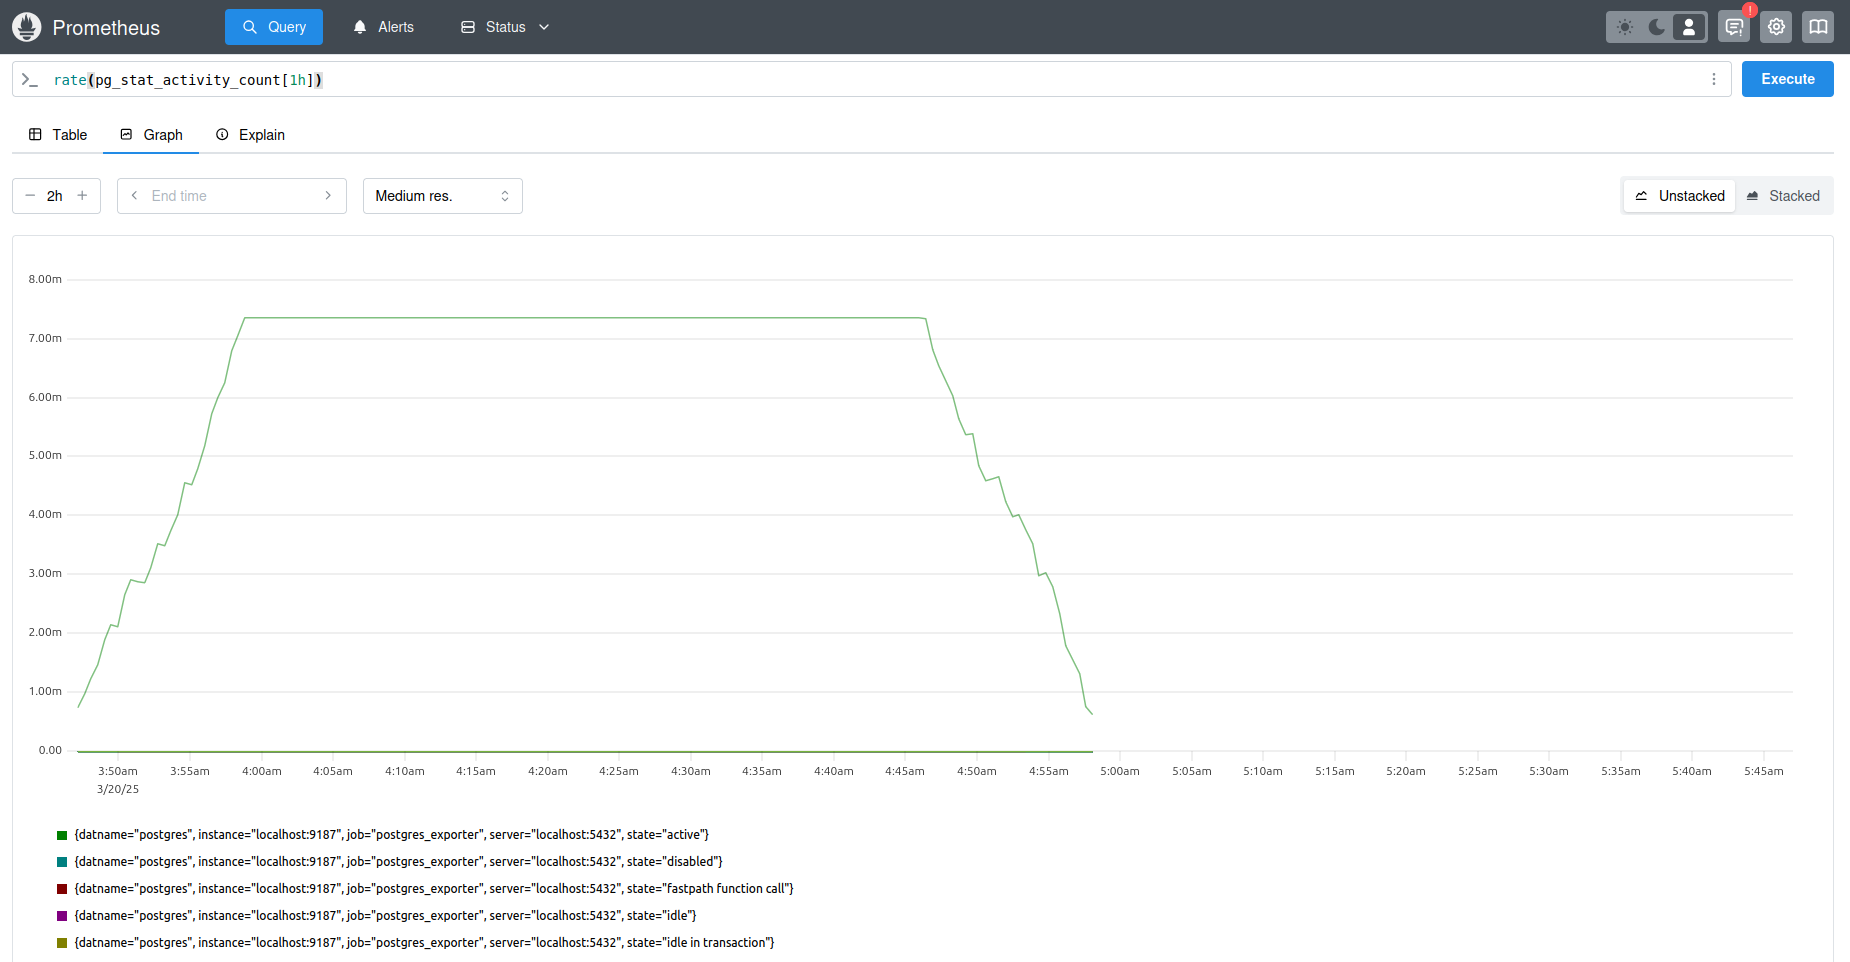 Prometheus Query Alerts Status !
rate(pg_stat_activity_count[1h]) Execute
Table Graph Explain
2h End time Medium res. Unstacked Stacked
8.00m
7.00m
6.00m
5.00m
4.00m
3.00m
2.00m
1.00m
0.00
3:50am 3:55am 4:00am 4:05am 4:10am 4:15am 4:20am 4:25am 4:30am 4:35am 4:40am 4:45am 4:50am 4:55am 5:00am 5:05am 5:10am 5:15am 5:20am 5:25am 5:30am 5:35am 5:40am 5:45am
3/20/25
{datname="postgres", instance="localhost:9187", job="postgres_exporter", server="localhost:5432", state="active"}
{datname="postgres", instance="localhost:9187", job="postgres_exporter", server="localhost:5432", state="disabled"}
{datname="postgres", instance="localhost:9187", job="postgres_exporter", server="localhost:5432", state="fastpath function call"}
{datname="postgres", instance="localhost:9187", job="postgres_exporter", server="localhost:5432", state="idle"}
{datname="postgres", instance="localhost:9187", job="postgres_exporter", server="localhost:5432", state="idle in transaction"}